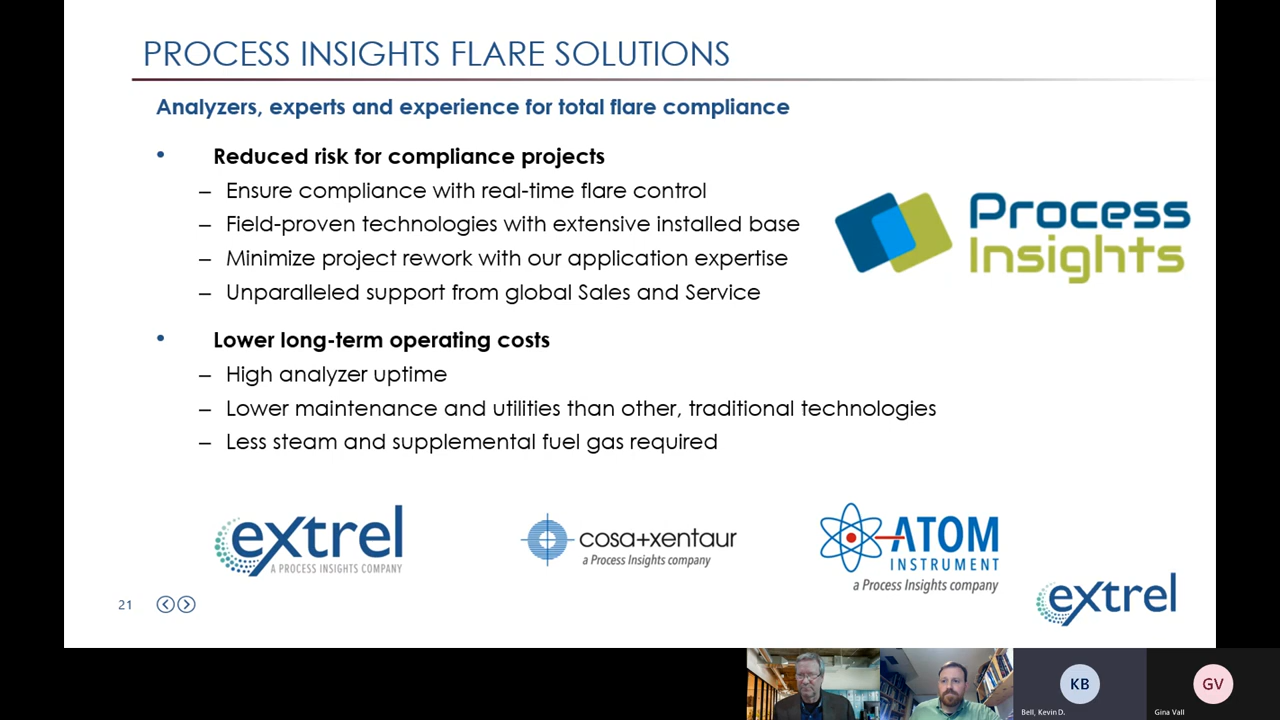 PROCESS INSIGHTS FLARE SOLUTIONS
Analyzers, experts and experience for total flare compliance
• Reduced risk for compliance projects
– Ensure compliance with real-time flare control
– Field-proven technologies with extensive installed base
– Minimize project rework with our application expertise
– Unparalleled support from global Sales and Service
Process
Insights
• Lower long-term operating costs
– High analyzer uptime
– Lower maintenance and utilities than other, traditional technologies
– Less steam and supplemental fuel gas required
extrel
A PROCESS INSIGHTS COMPANY
cosa+xentaur
a Process Insights company
ATOM
INSTRUMENT
a Process Insights company
extrel
21
KB
Bell, Kevin D.
GV
Gina Vall